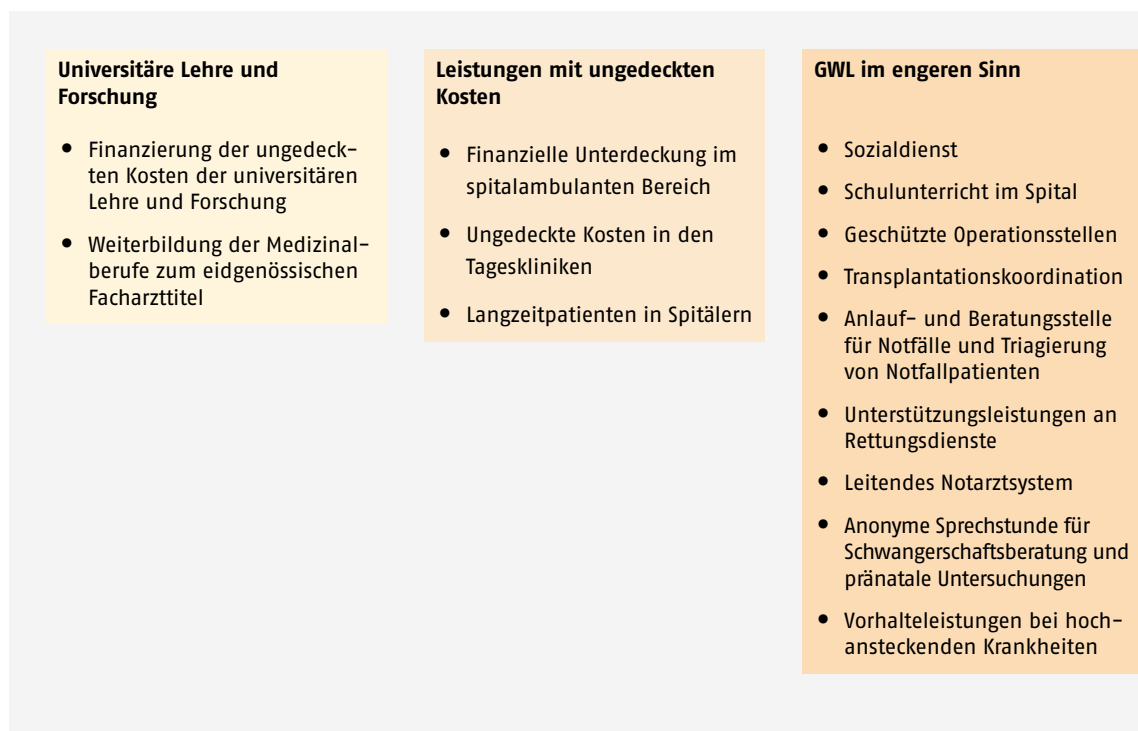 Universitäre Lehre und
Forschung
• Finanzierung der ungedeck-
ten Kosten der universitären
Lehre und Forschung
• Weiterbildung der Medizinal-
berufe zum eidgenössischen
Facharzttitel
Leistungen mit ungedeckten
Kosten
• Finanzielle Unterdeckung im
spitalambulanten Bereich
• Ungedeckte Kosten in den
Tageskliniken
• Langzeitpatienten in Spitälern
GWL im engeren Sinn
• Sozialdienst
• Schulunterricht im Spital
• Geschützte Operationsstellen
• Transplantationskoordination
• Anlauf- und Beratungsstelle
für Notfälle und Triagierung
von Notfallpatienten
• Unterstützungsleistungen an
Rettungsdienste
• Leitendes Notarztsystem
• Anonyme Sprechstunde für
Schwangerschaftsberatung und
pränatale Untersuchungen
• Vorhalteleistungen bei hoch-
ansteckenden Krankheiten